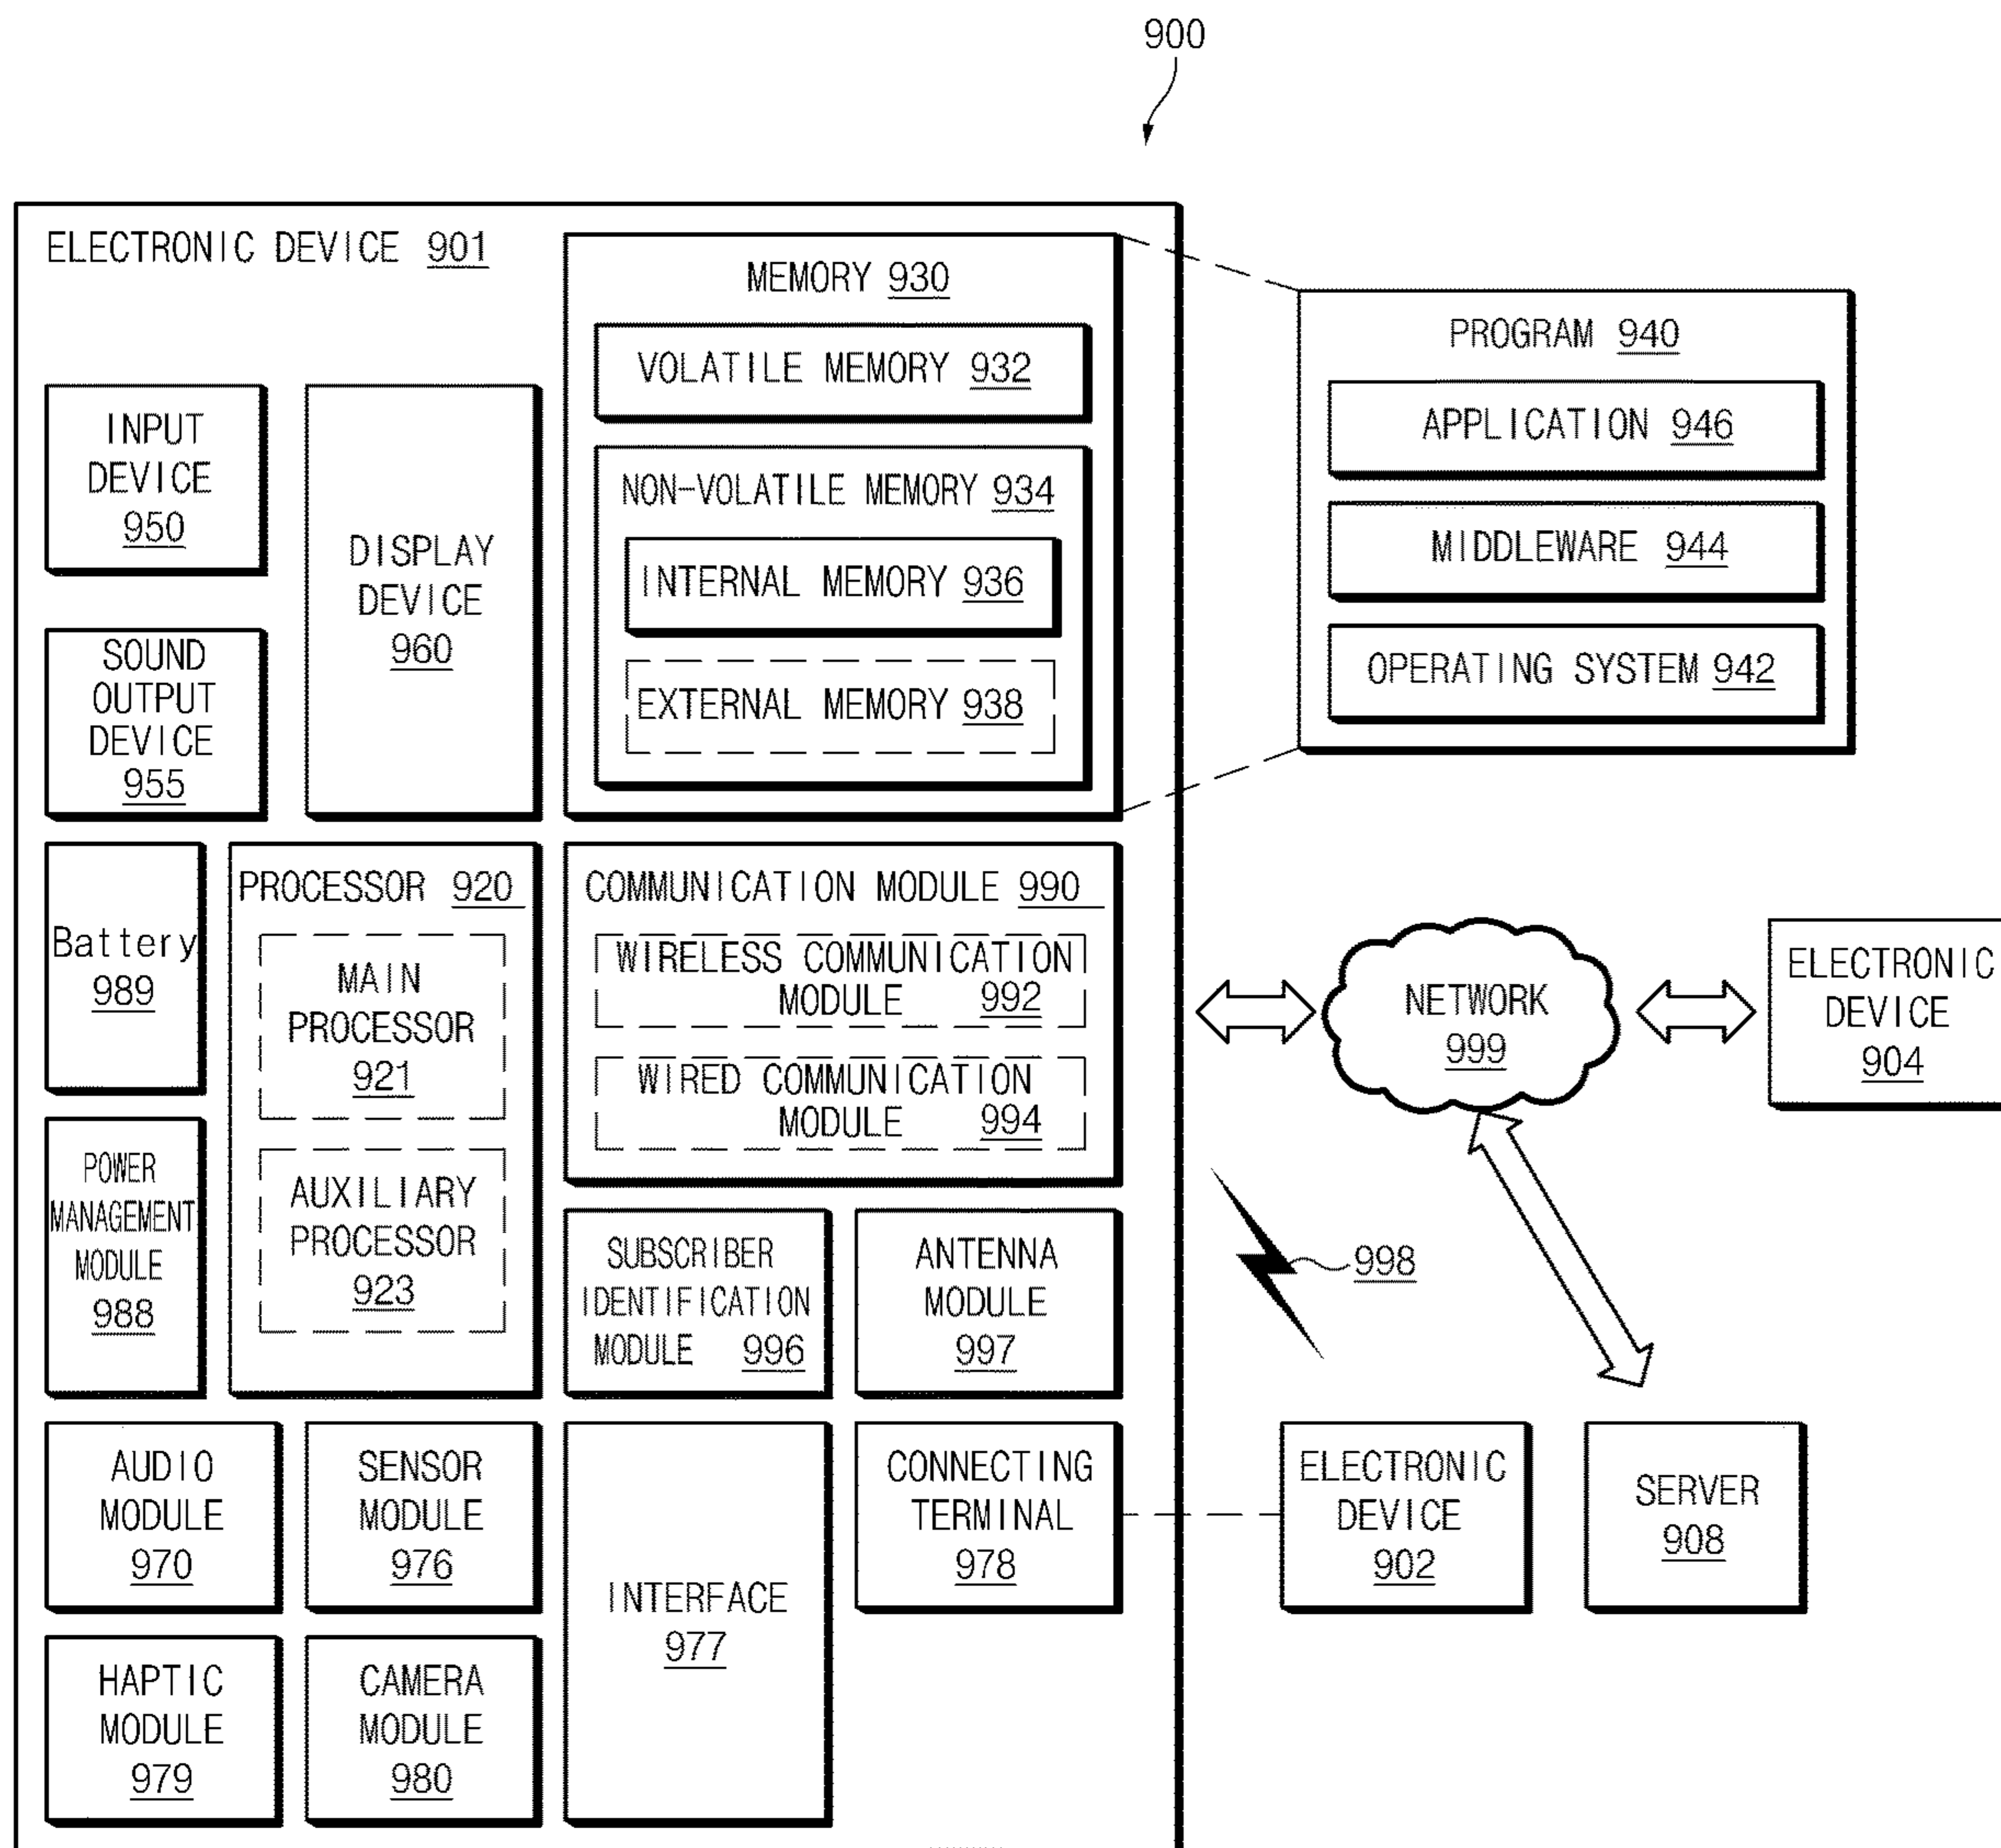 900
ELECTRONIC DEVICE 901
MEMORY 930
VOLATILE MEMORY 932
NON-VOLATILE MEMORY 934
INTERNAL MEMORY 936
EXTERNAL MEMORY 938
PROGRAM 940
APPLICATION 946
MIDDLEWARE 944
OPERATING SYSTEM 942
INPUT
DEVICE
950
SOUND
OUTPUT
DEVICE
955
DISPLAY
DEVICE
960
Battery
989
POWER
MANAGEMENT
MODULE
988
PROCESSOR 920
MAIN
PROCESSOR
921
AUXILIARY
PROCESSOR
923
COMMUNICATION MODULE 990
WIRELESS COMMUNICATION
MODULE 992
WIRED COMMUNICATION
MODULE 994
SUBSCRIBER
IDENTIFICATION
MODULE 996
ANTENNA
MODULE
997
NETWORK
999
ELECTRONIC
DEVICE
904
998
AUDIO
MODULE
970
SENSOR
MODULE
976
INTERFACE
977
CONNECTING
TERMINAL
978
ELECTRONIC
DEVICE
902
SERVER
908
HAPTIC
MODULE
979
CAMERA
MODULE
980